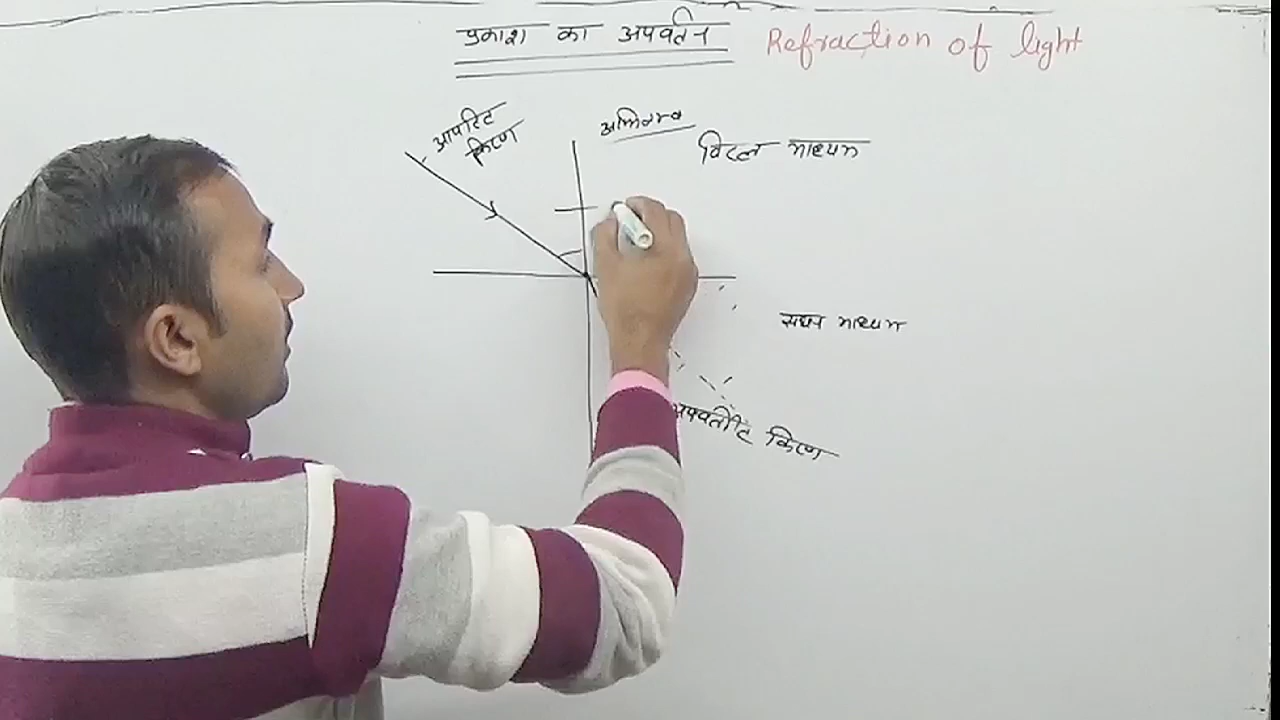 प्रकाश का अपवर्तन Refraction of light
आपतित
किरण
अभिलम्ब
विरल माध्यम
सघन माध्यम
अपवर्तित किरण